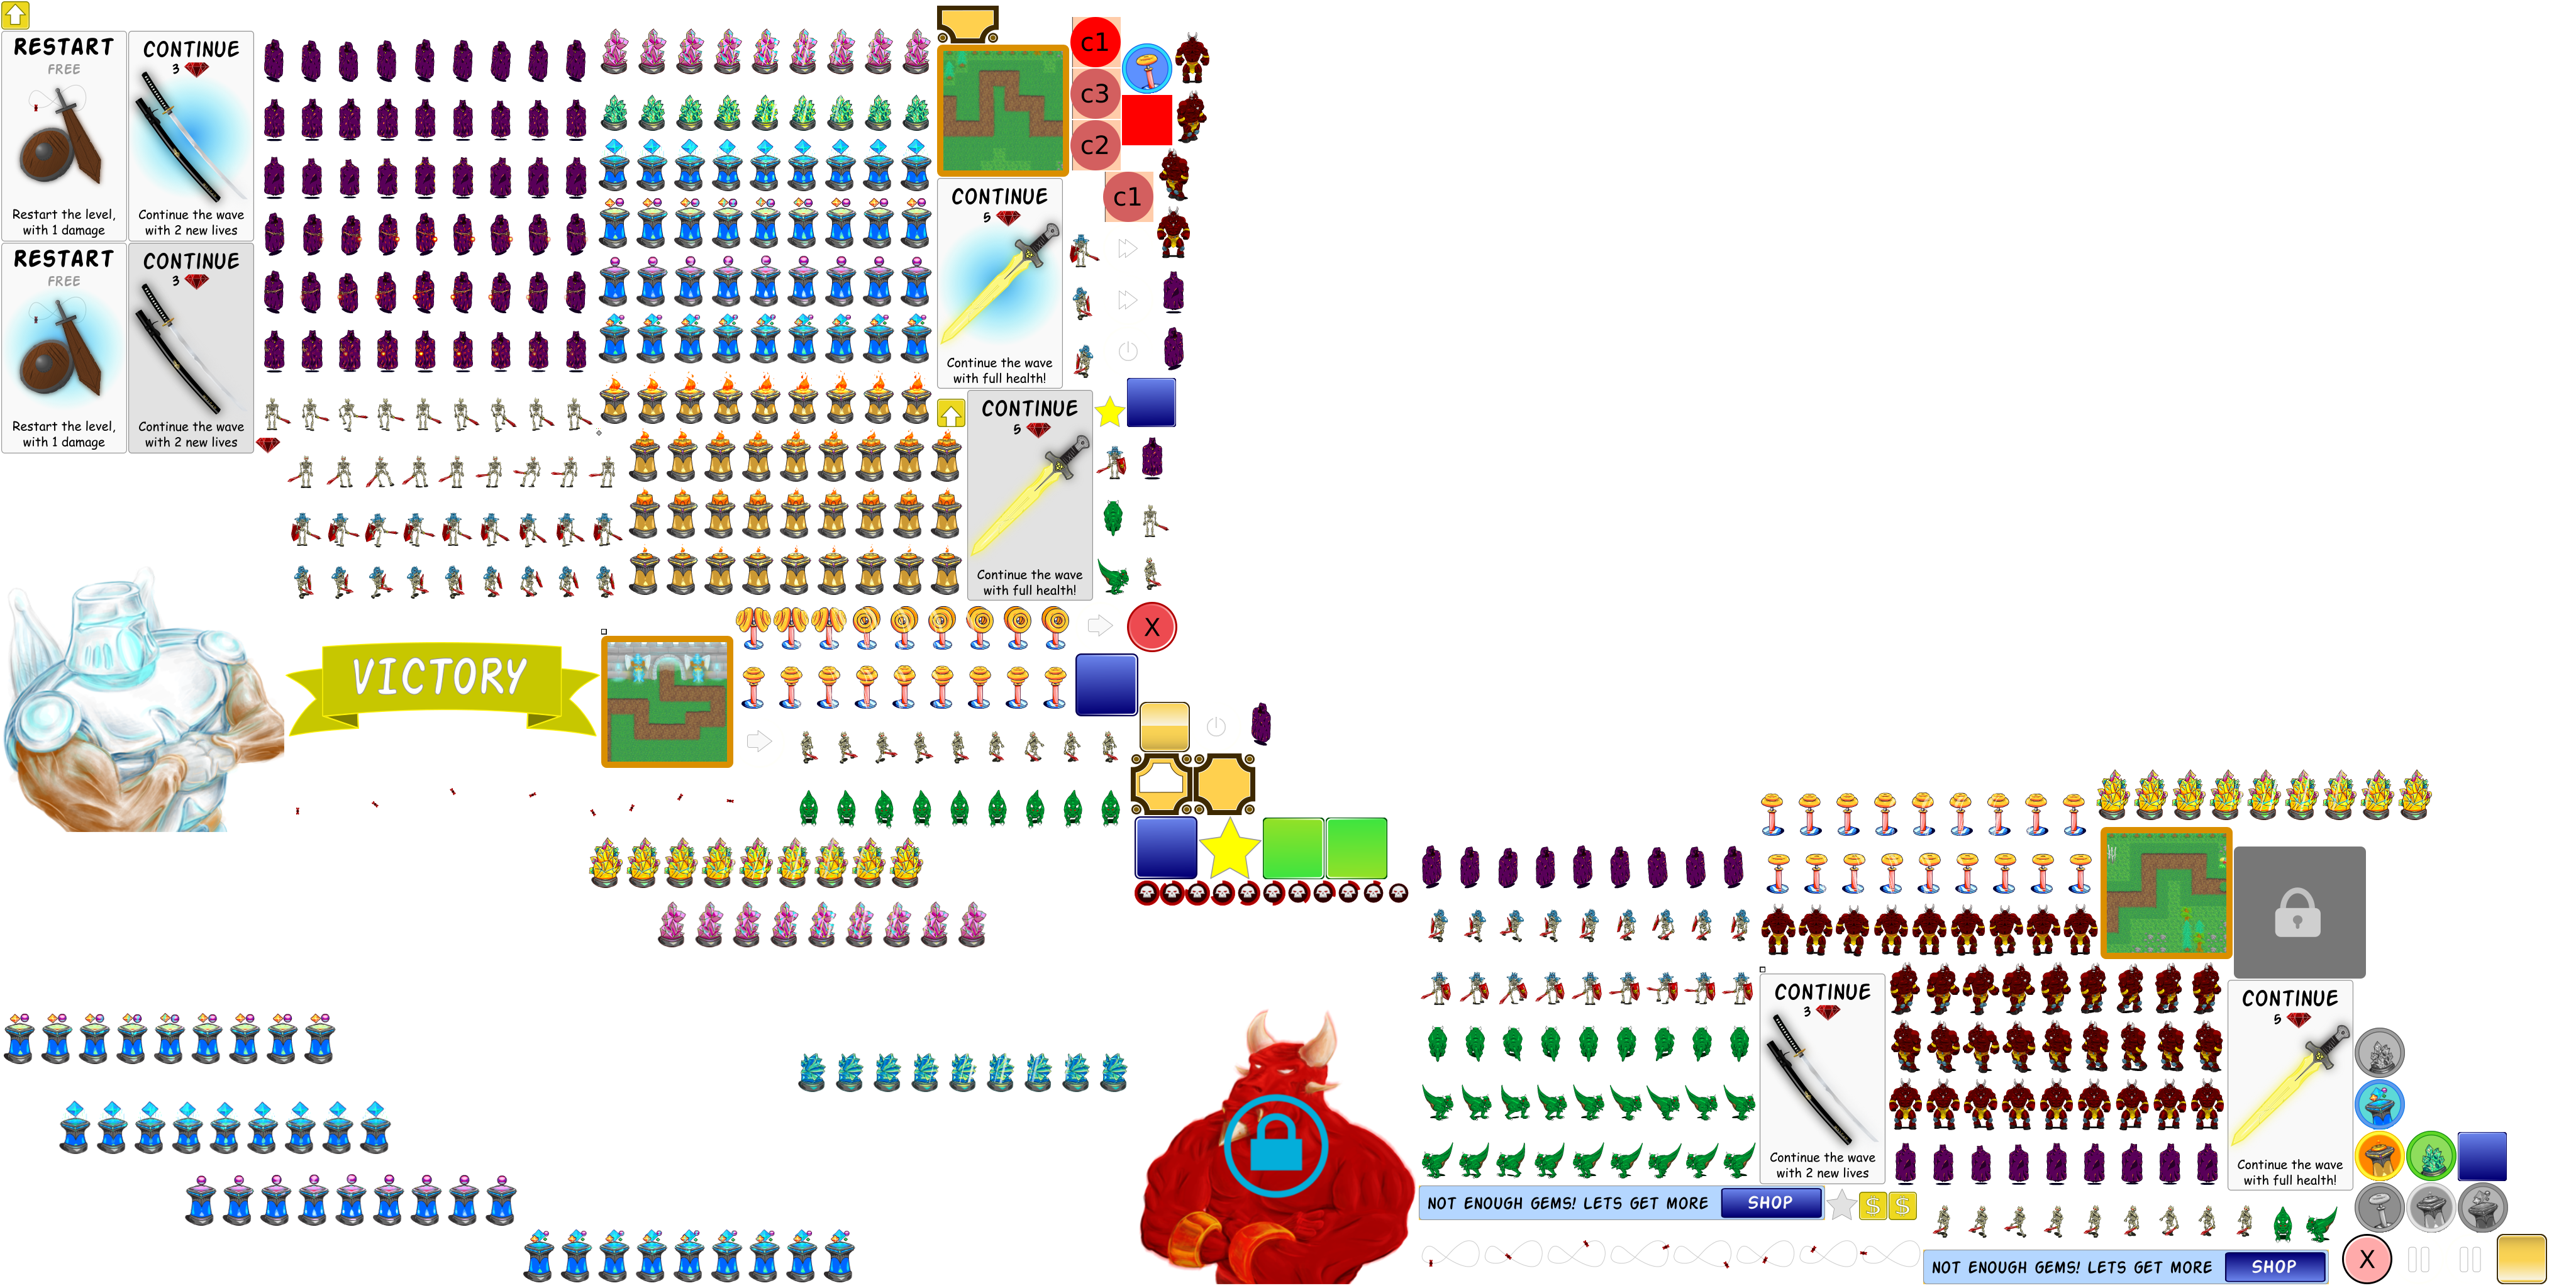 RESTART
FREE
Restart the level,
with 1 damage
CONTINUE
3
Continue the wave
with 2 new lives
RESTART
FREE
Restart the level,
with 1 damage
CONTINUE
3
Continue the wave
with 2 new lives
c1
c3
c2
c1
CONTINUE
5
Continue the wave
with full health!
CONTINUE
5
Continue the wave
with full health!
X
VICTORY
CONTINUE
3
Continue the wave
with 2 new lives
CONTINUE
5
Continue the wave
with full health!
NOT ENOUGH GEMS! LETS GET MORE SHOP
$ $
NOT ENOUGH GEMS! LETS GET MORE SHOP
X